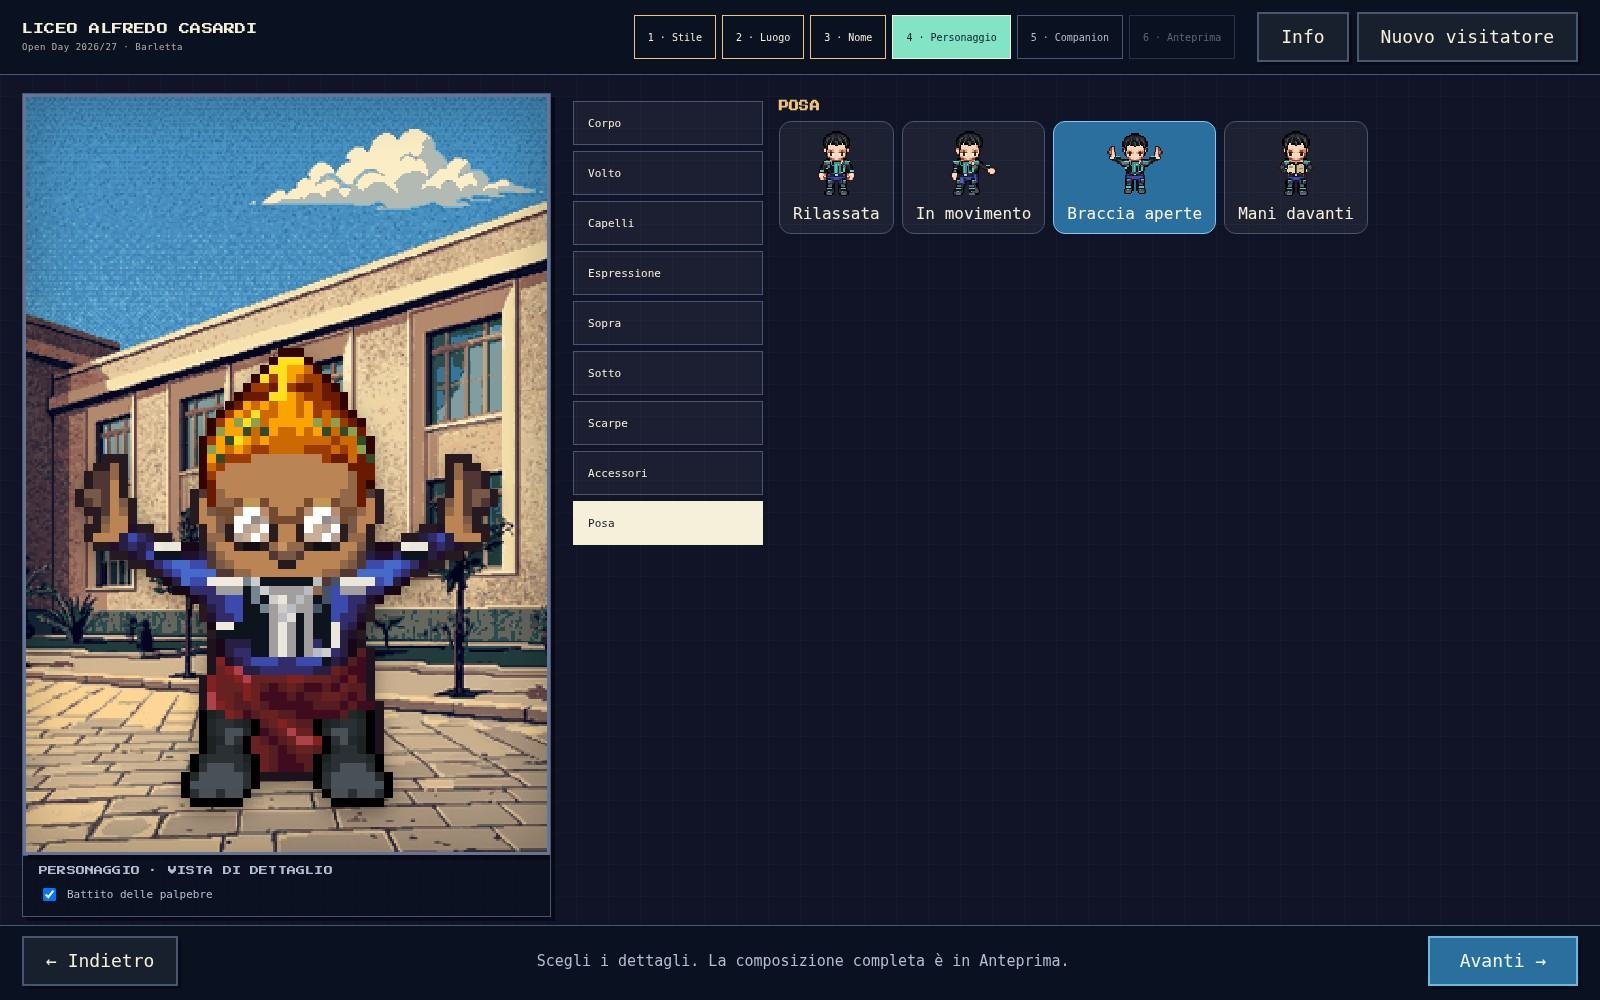 LICEO ALFREDO CASARDI
Open Day 2026/27 · Barletta
1 · Stile
2 · Luogo
3 · Nome
4 · Personaggio
5 · Companion
6 · Anteprima
Info
Nuovo visitatore
Corpo
Volto
Capelli
Espressione
Sopra
Sotto
Scarpe
Accessori
Posa
POSA
Rilassata
In movimento
Braccia aperte
Mani davanti
PERSONAGGIO · VISTA DI DETTAGLIO
Battito delle palpebre
← Indietro
Scegli i dettagli. La composizione completa è in Anteprima.
Avanti →